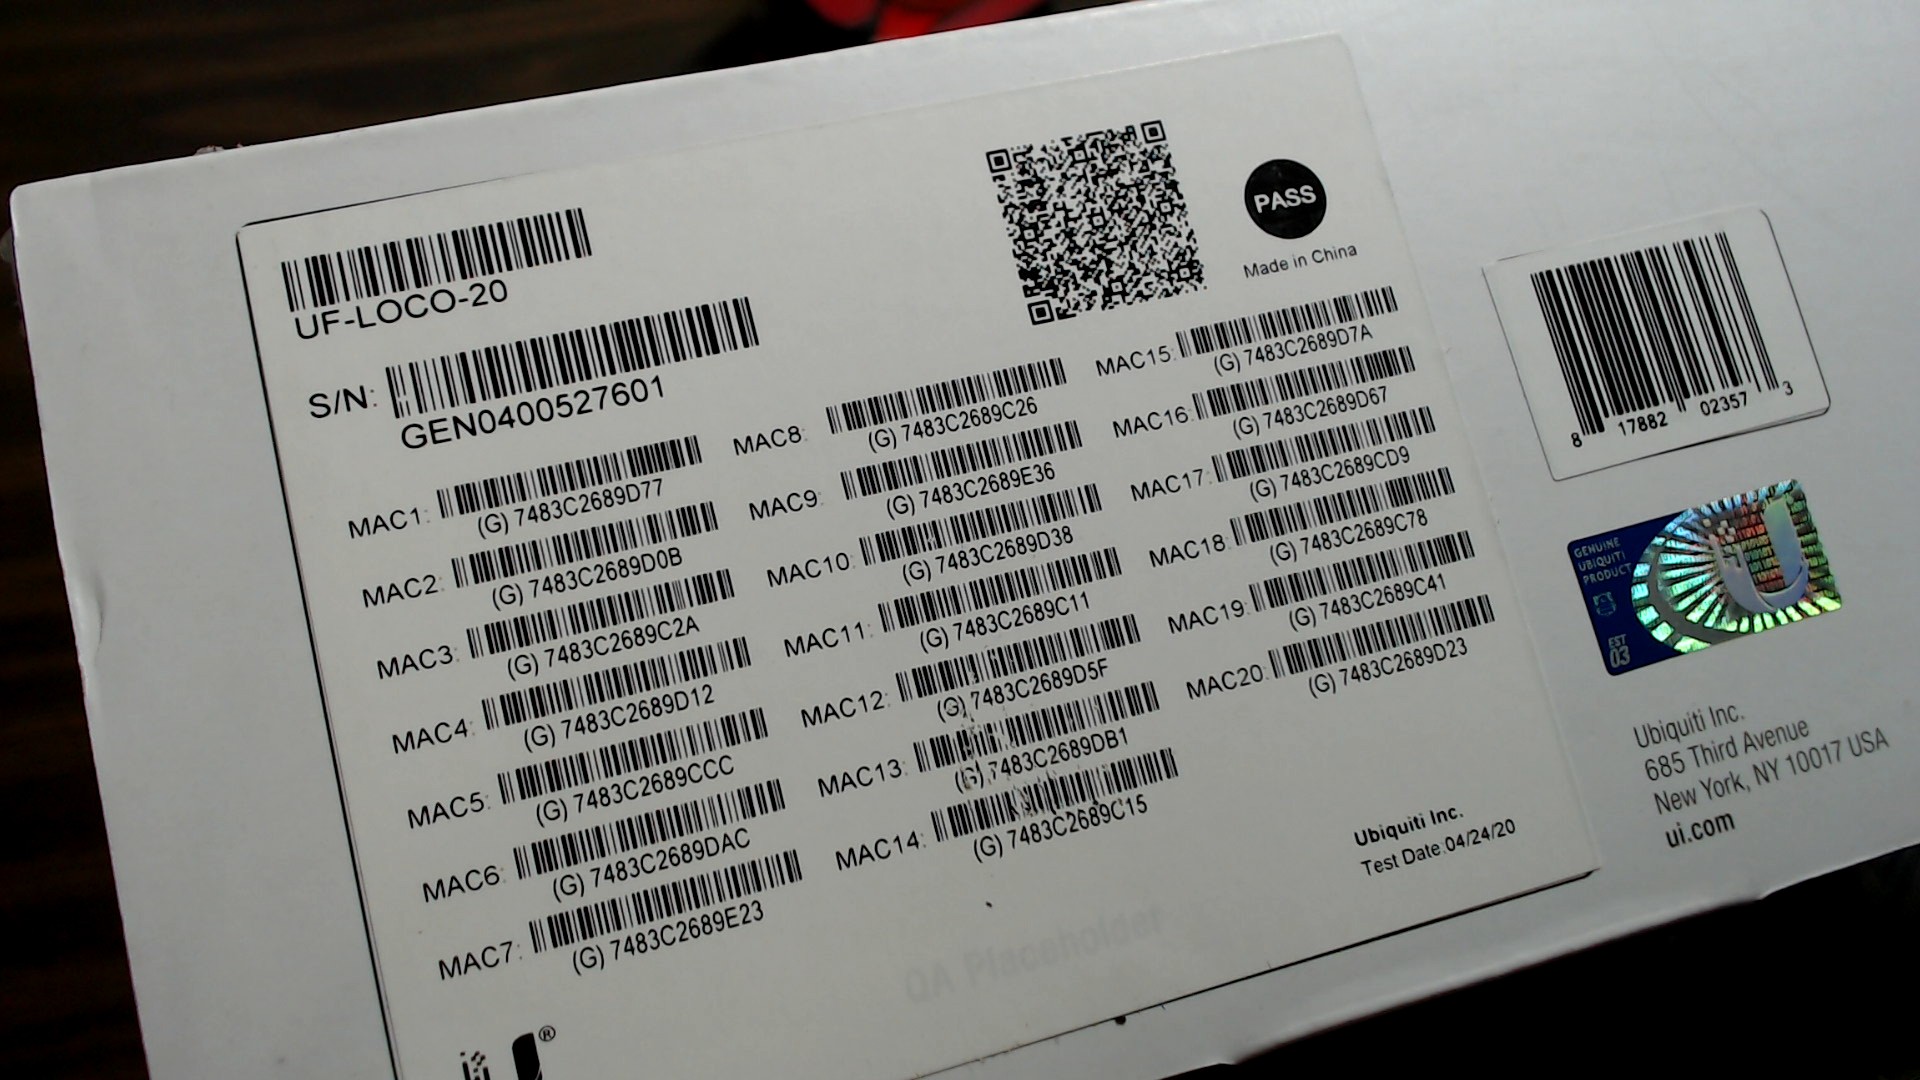 UF-LOCO-20
S/N: GEN0400527601
MAC1: (G) 7483C2689D77
MAC2: (G) 7483C2689D0B
MAC3: (G) 7483C2689C2A
MAC4: (G) 7483C2689D12
MAC5: (G) 7483C2689CCC
MAC6: (G) 7483C2689DAC
MAC7: (G) 7483C2689E23
MAC8: (G) 7483C2689C26
MAC9: (G) 7483C2689E36
MAC10: (G) 7483C2689D38
MAC11: (G) 7483C2689C11
MAC12: (G) 7483C2689D5F
MAC13: (G) 7483C2689DB1
MAC14: (G) 7483C2689C15
PASS
Made in China
MAC15: (G) 7483C2689D7A
MAC16: (G) 7483C2689D67
MAC17: (G) 7483C2689CD9
MAC18: (G) 7483C2689C78
MAC19: (G) 7483C2689C41
MAC20: (G) 7483C2689D23
Ubiquiti Inc.
Test Date:04/24/20
QA Placeholder
®
8 17882 02357 3
GENUINE
UBIQUITI
PRODUCT
EST
03
Ubiquiti Inc.
685 Third Avenue
New York, NY 10017 USA
ui.com